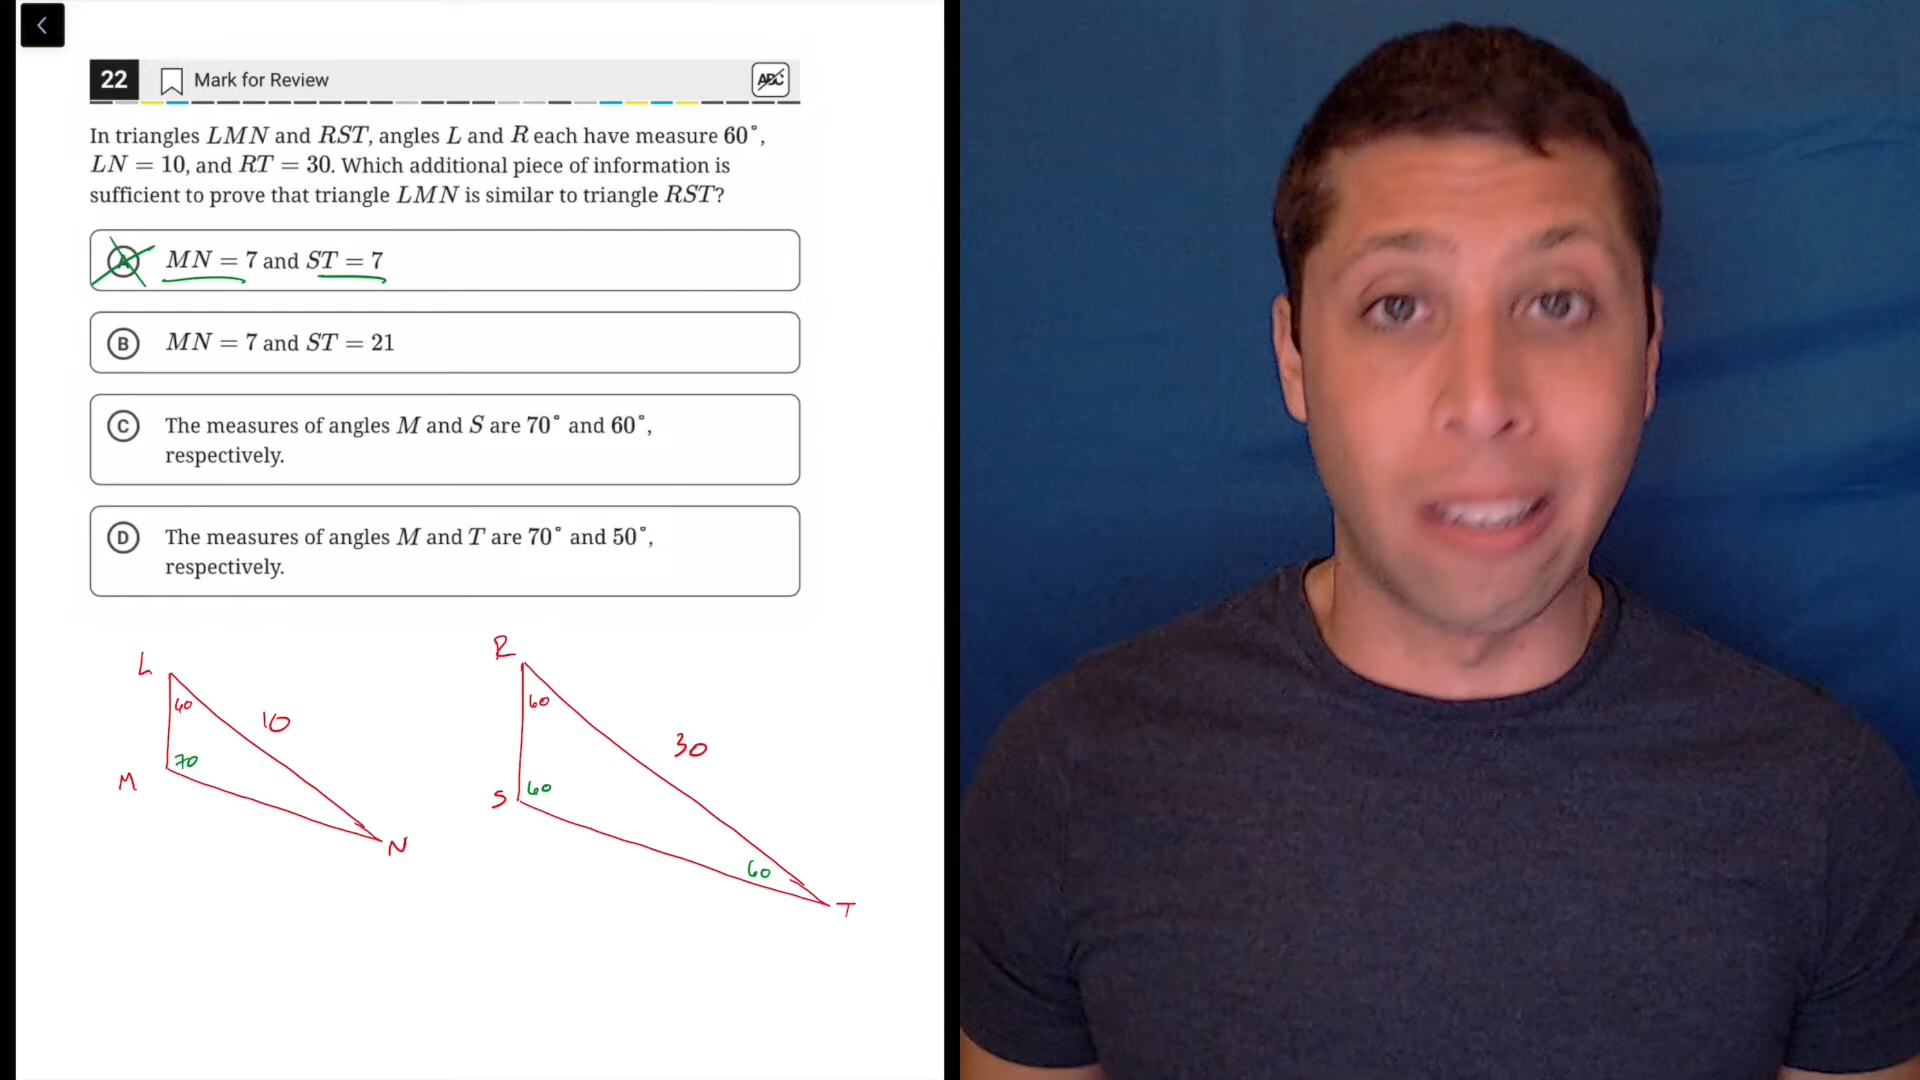 22 Mark for Review ABC
In triangles LMN and RST, angles L and R each have measure 60°,
LN = 10, and RT = 30. Which additional piece of information is
sufficient to prove that triangle LMN is similar to triangle RST?
A MN = 7 and ST = 7
B MN = 7 and ST = 21
C The measures of angles M and S are 70° and 60°,
respectively.
D The measures of angles M and T are 70° and 50°,
respectively.
L R
60 10 60 30
M 70 S 60
N 60 T